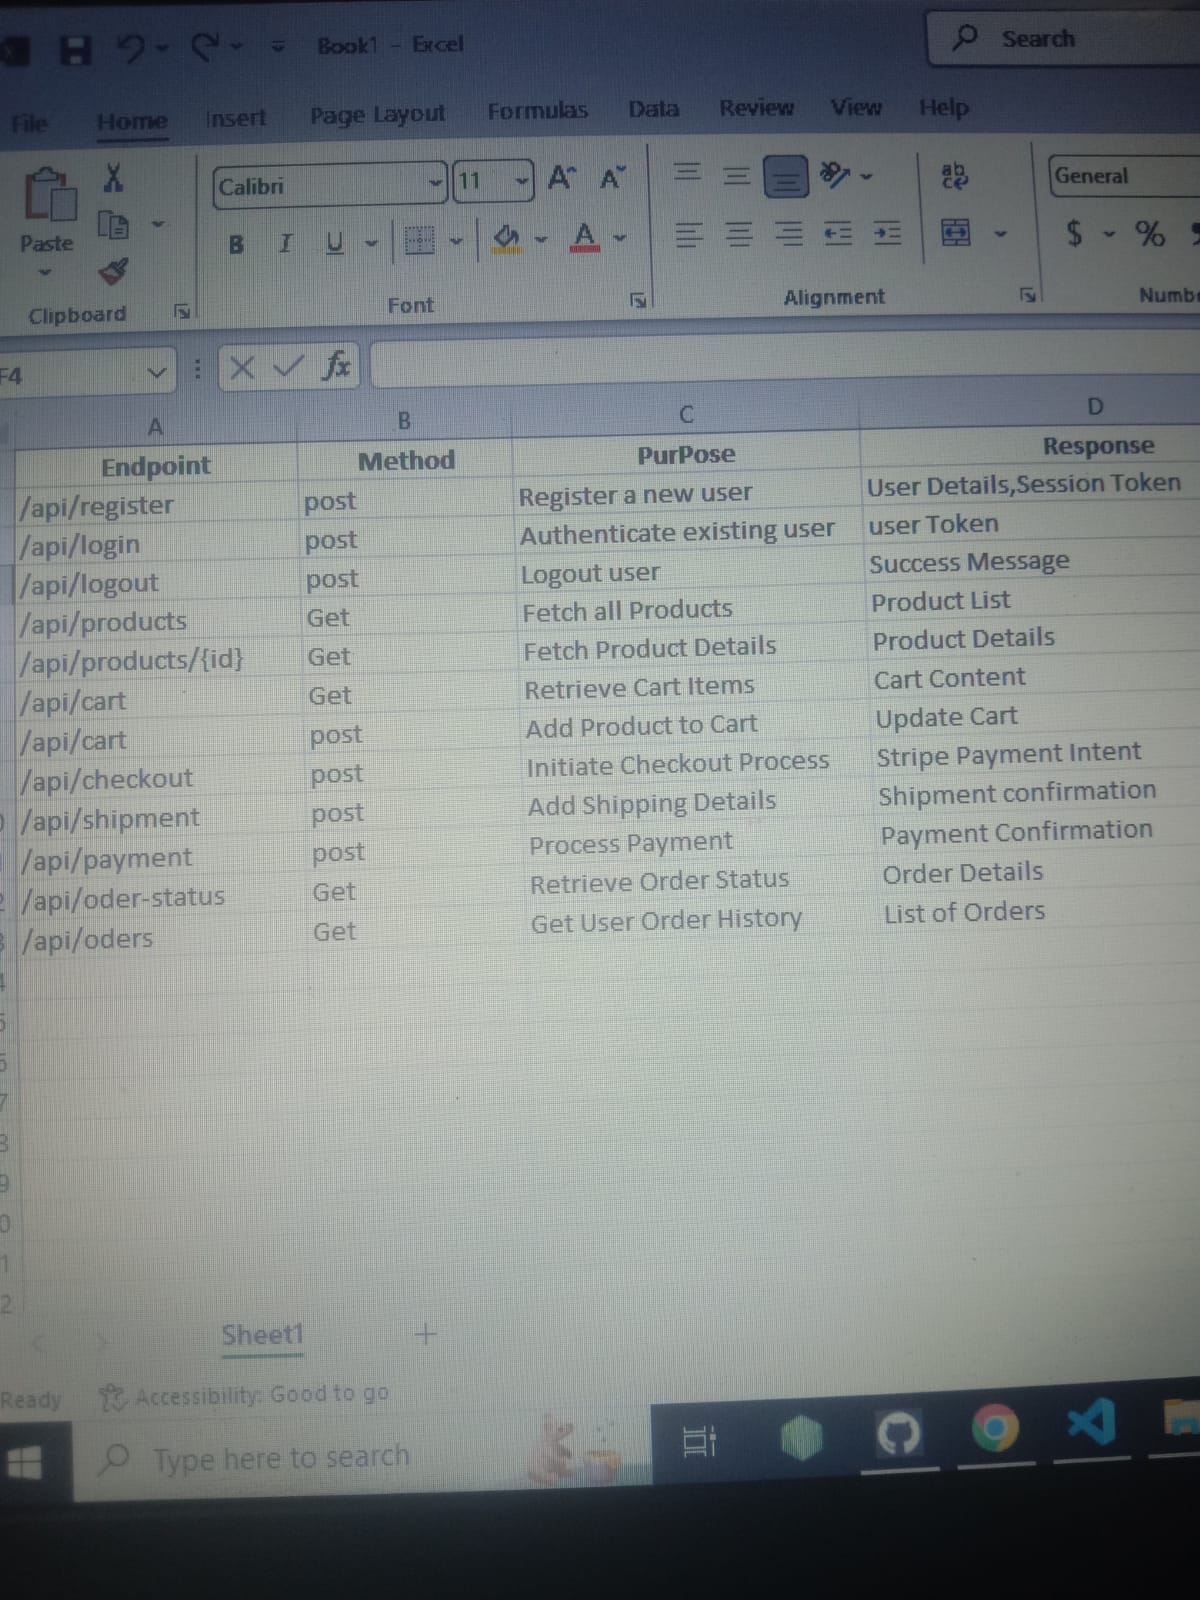 Book1 - Excel
Search
File Home Insert Page Layout Formulas Data Review View Help
Paste
Calibri 11
General
B I U A $ %
Clipboard Font Alignment
F4 fx
A B C D
Endpoint Method PurPose Response
/api/register post Register a new user User Details,Session Token
/api/login post Authenticate existing user user Token
/api/logout post Logout user Success Message
/api/products Get Fetch all Products Product List
/api/products/{id} Get Fetch Product Details Product Details
/api/cart Get Retrieve Cart Items Cart Content
/api/cart post Add Product to Cart Update Cart
/api/checkout post Initiate Checkout Process Stripe Payment Intent
/api/shipment post Add Shipping Details Shipment confirmation
/api/payment post Process Payment Payment Confirmation
/api/oder-status Get Retrieve Order Status Order Details
/api/oders Get Get User Order History List of Orders
Sheet1
Ready Accessibility: Good to go
Type here to search